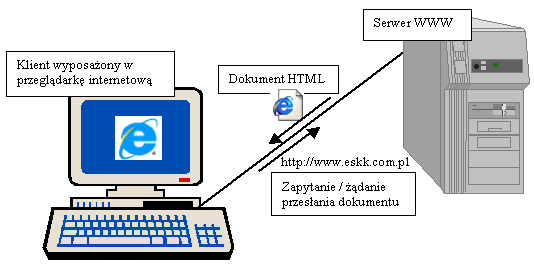 Serwer WWW
Klient wyposażony w
przeglądarkę internetową
Dokument HTML
http://www.eskk.com.pl
Zapytanie / żądanie
przesłania dokumentu